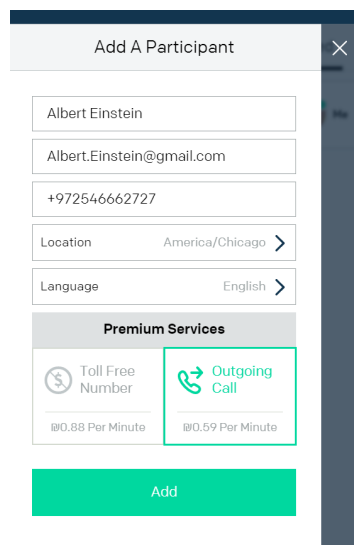 Add A Participant
Albert Einstein
Albert.Einstein@gmail.com
+972546662727
Location America/Chicago
Language English
Premium Services
Toll Free
Number
₪0.88 Per Minute
Outgoing
Call
₪0.59 Per Minute
Add